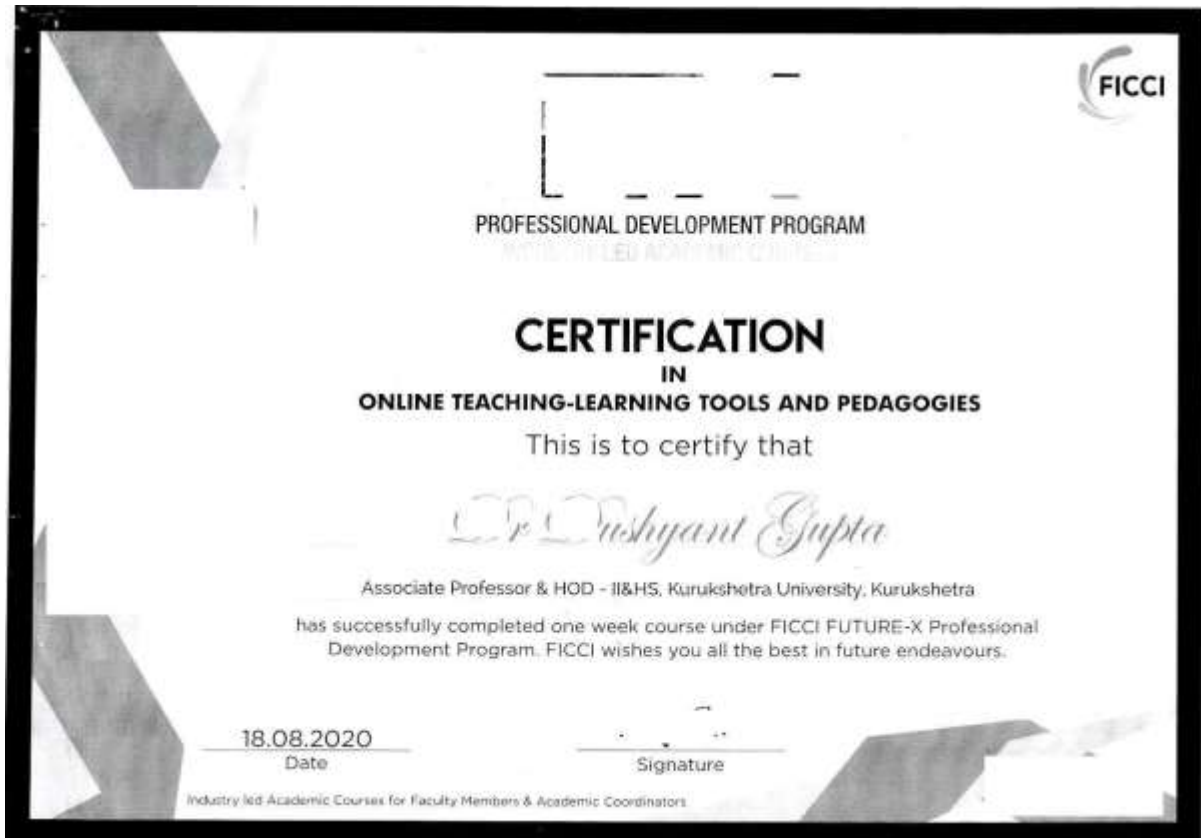 FICCI
PROFESSIONAL DEVELOPMENT PROGRAM
LED ACADEMIC
CERTIFICATION
IN
ONLINE TEACHING-LEARNING TOOLS AND PEDAGOGIES
This is to certify that
Dr Dushyant Gupta
Associate Professor & HOD - II&HS, Kurukshetra University, Kurukshetra
has successfully completed one week course under FICCI FUTURE-X Professional
Development Program. FICCI wishes you all the best in future endeavours.
18.08.2020
Date
Signature
Industry led Academic Courses for Faculty Members & Academic Coordinators